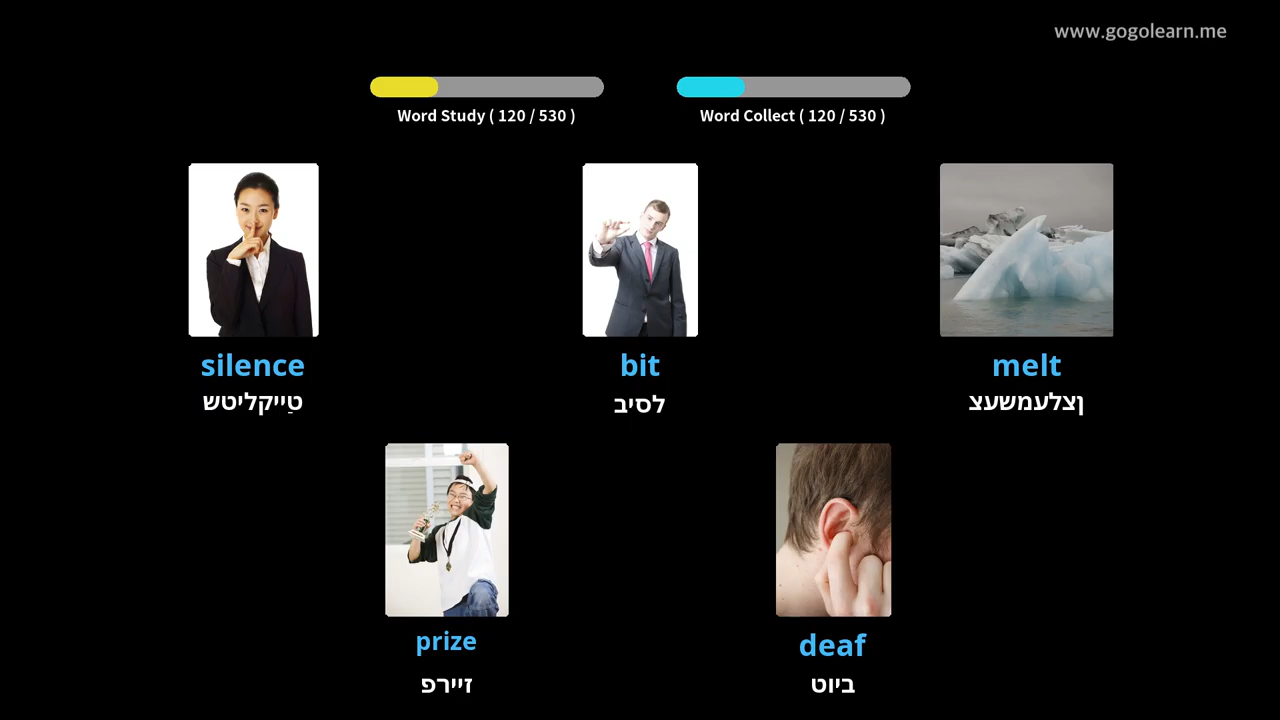 www.gogolearn.me
Word Study ( 120 / 530 )
Word Collect ( 120 / 530 )
silence
טַייקליטש
bit
לסיב
melt
ןצלעמשעצ
prize
זיירפ
deaf
ביוט